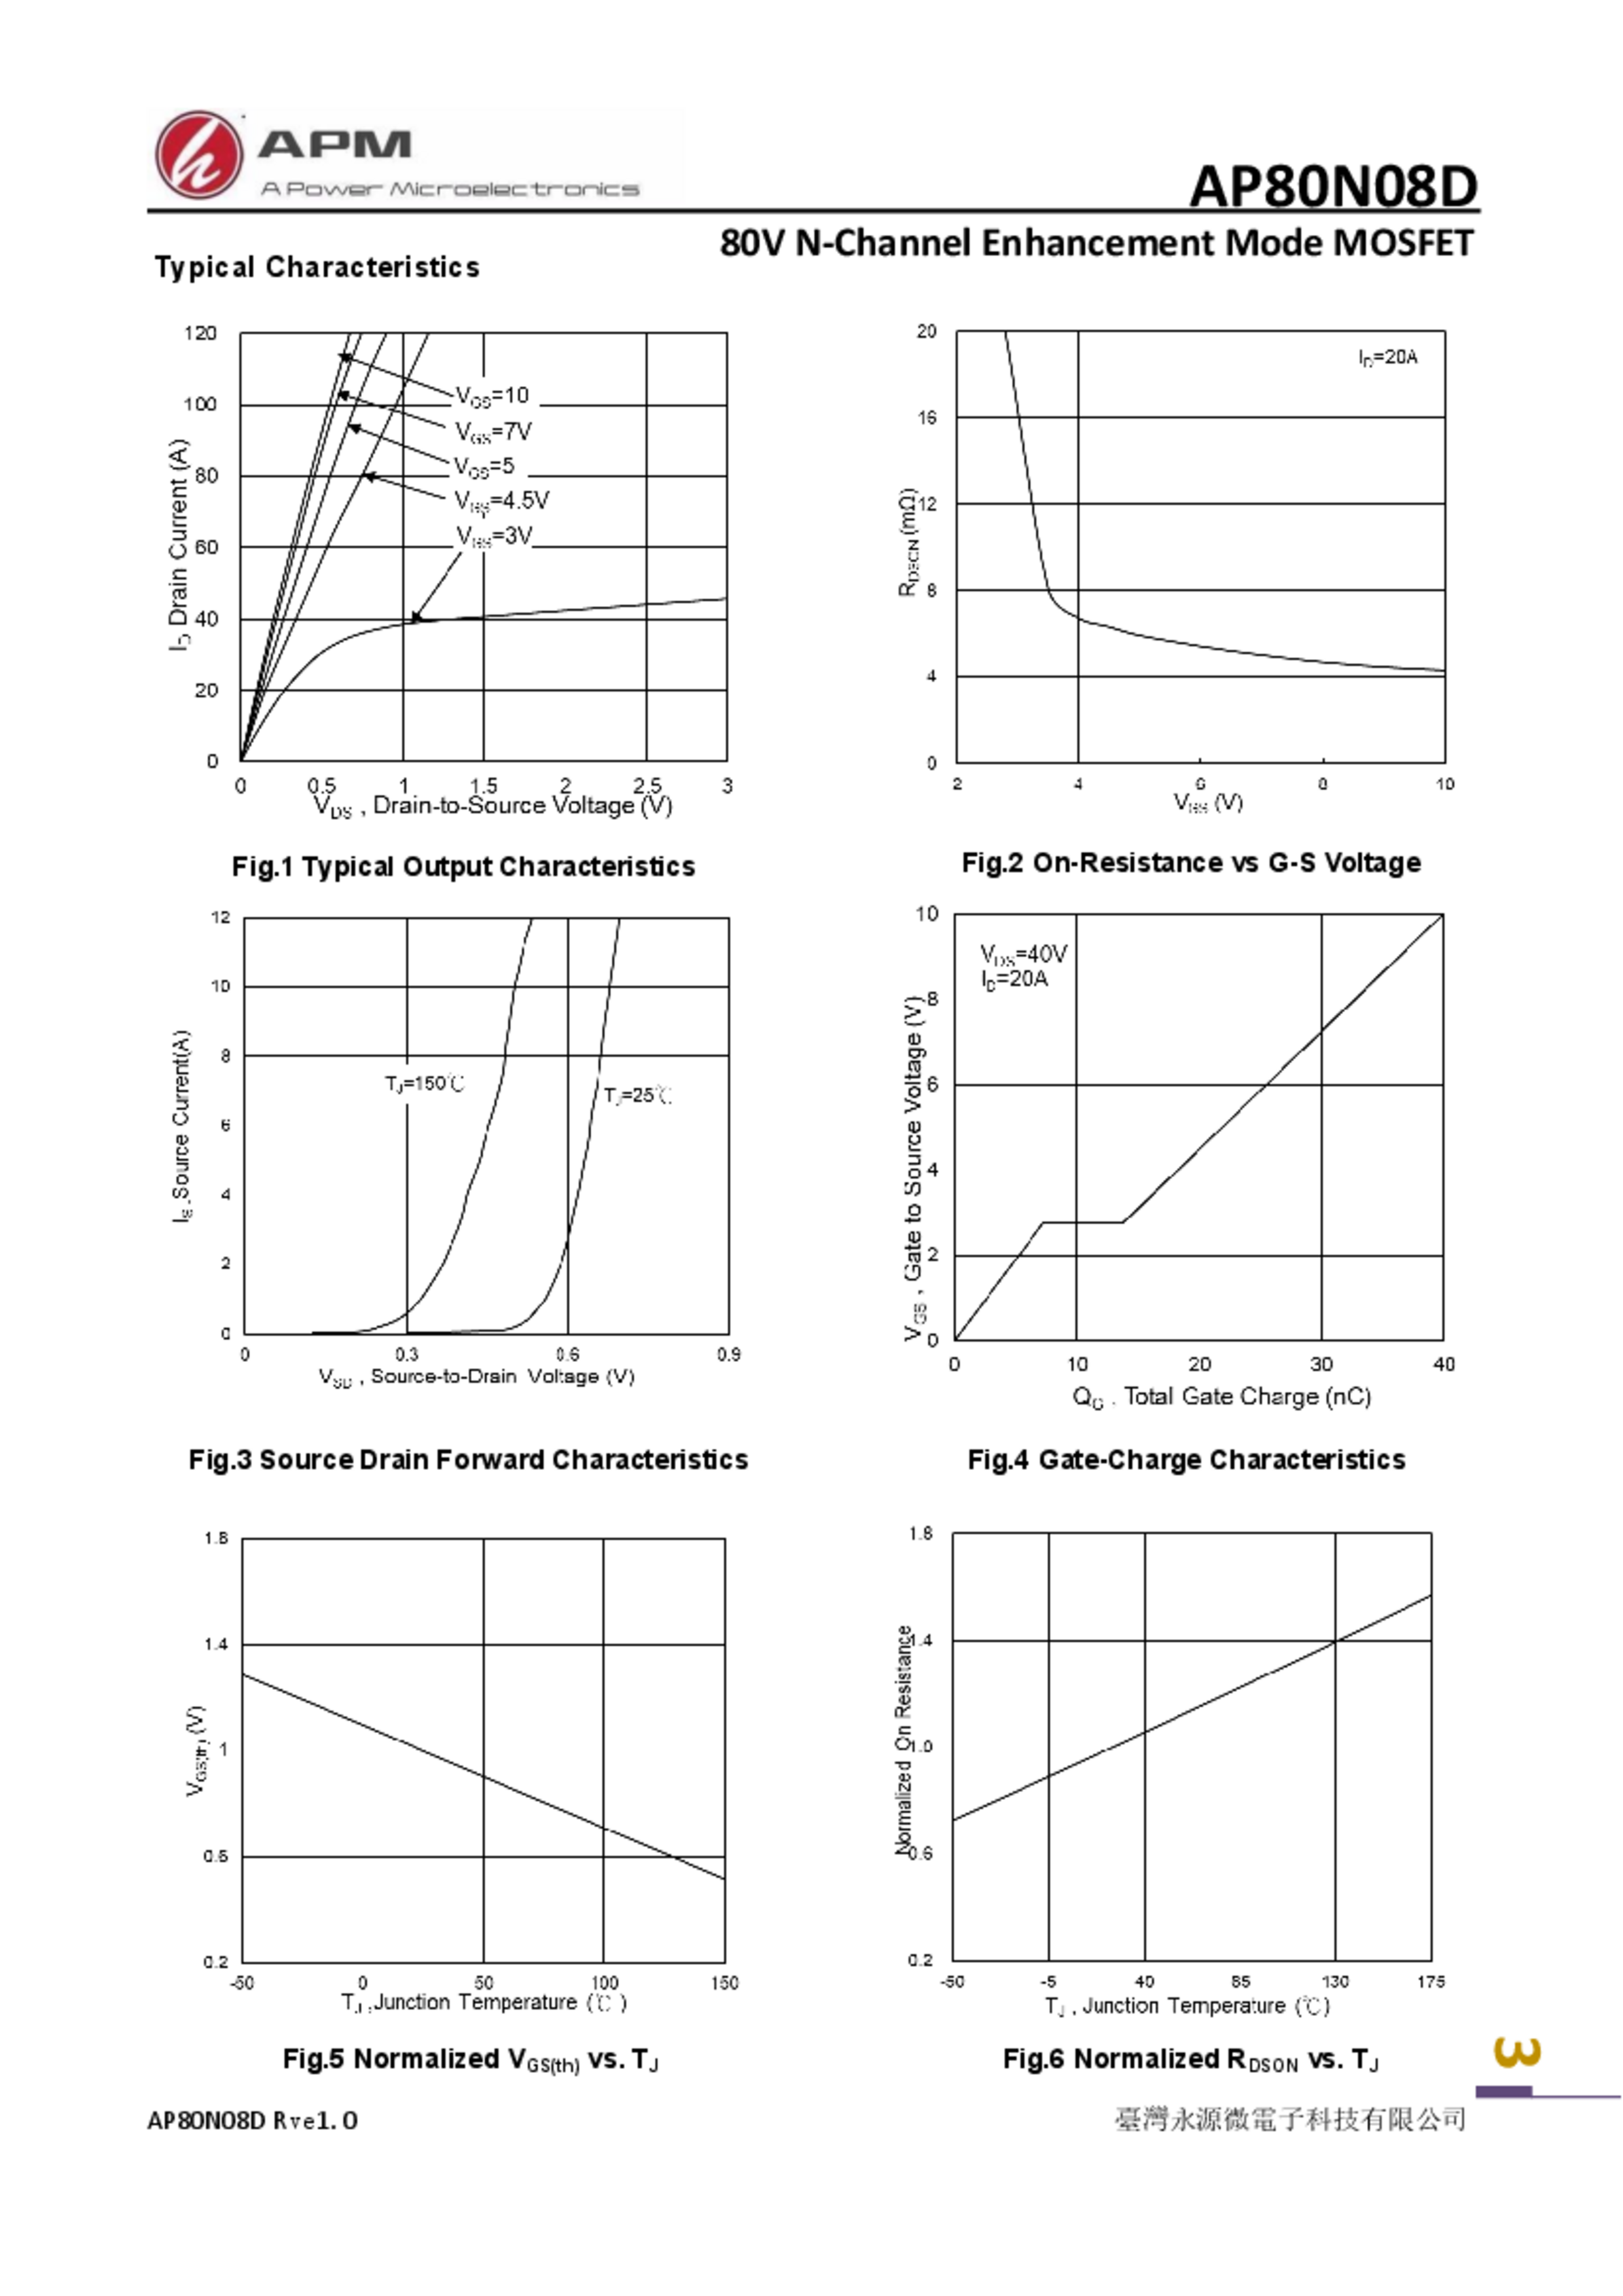 APM
A Power Microelectronics
AP80N08D
80V N-Channel Enhancement Mode MOSFET
Typical Characteristics
120
100
80
60
40
20
0
ID Drain Current (A)
VGS=10
VGS=7V
VGS=5
VGS=4.5V
VGS=3V
0 0.5 1 1.5 2 2.5 3
VDS , Drain-to-Source Voltage (V)
Fig.1 Typical Output Characteristics
20
16
12
8
4
0
RDSON (mΩ)
ID=20A
2 4 6 8 10
VGS (V)
Fig.2 On-Resistance vs G-S Voltage
12
10
8
6
4
2
0
IS .Source Current(A)
TJ=150℃
TJ=25℃
0 0.3 0.6 0.9
VSD , Source-to-Drain Voltage (V)
Fig.3 Source Drain Forward Characteristics
10
8
6
4
2
0
VGS , Gate to Source Voltage (V)
VDS=40V
ID=20A
0 10 20 30 40
QG . Total Gate Charge (nC)
Fig.4 Gate-Charge Characteristics
1.8
1.4
1
0.6
0.2
VGS(th) (V)
-50 0 50 100 150
TJ ,Junction Temperature (℃ )
Fig.5 Normalized VGS(th) vs. TJ
1.8
1.4
1.0
0.6
0.2
Normalized On Resistance
-50 -5 40 85 130 175
TJ , Junction Temperature (℃)
Fig.6 Normalized RDSON vs. TJ
3
AP80N08D Rve1.0
臺灣永源微電子科技有限公司